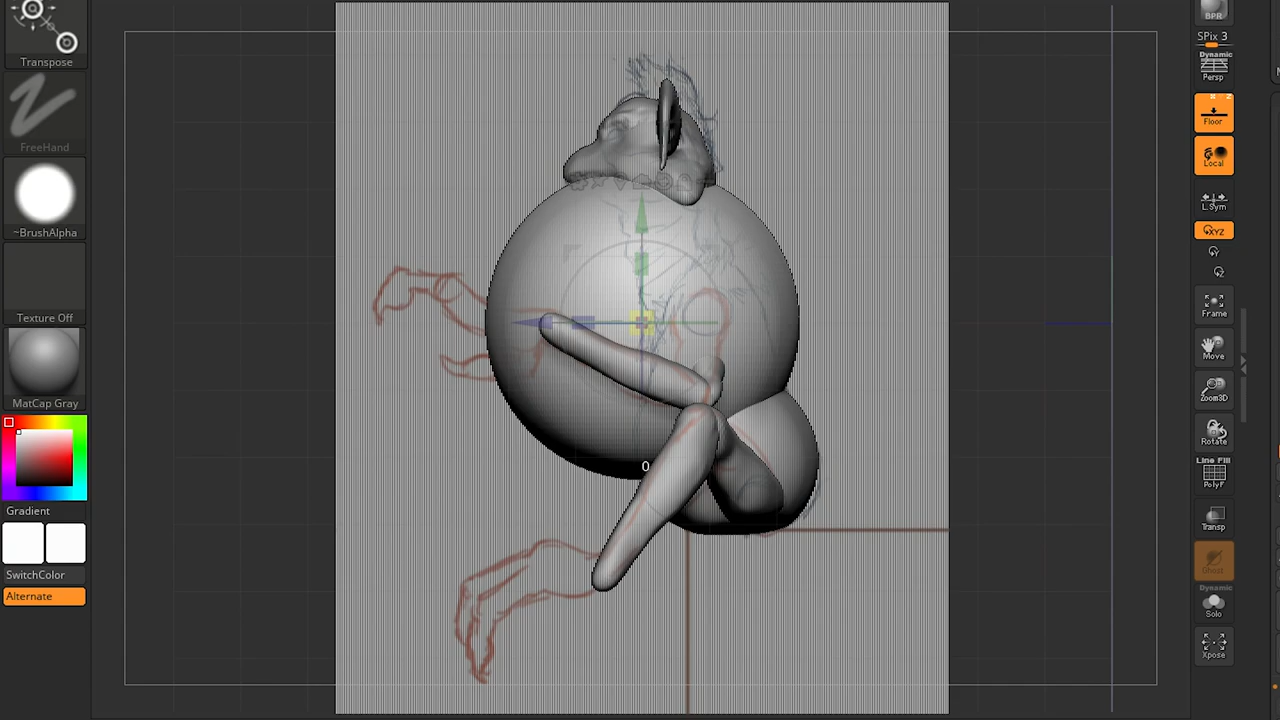 Transpose
FreeHand
~BrushAlpha
Texture Off
MatCap Gray
Gradient
SwitchColor
Alternate
0
BPR
SPix 3
Dynamic
Persp
Floor
Local
L.Sym
XYZ
Y
Z
Frame
Move
Zoom3D
Rotate
Line Fill
PolyF
Transp
Ghost
Dynamic
Solo
Xpose